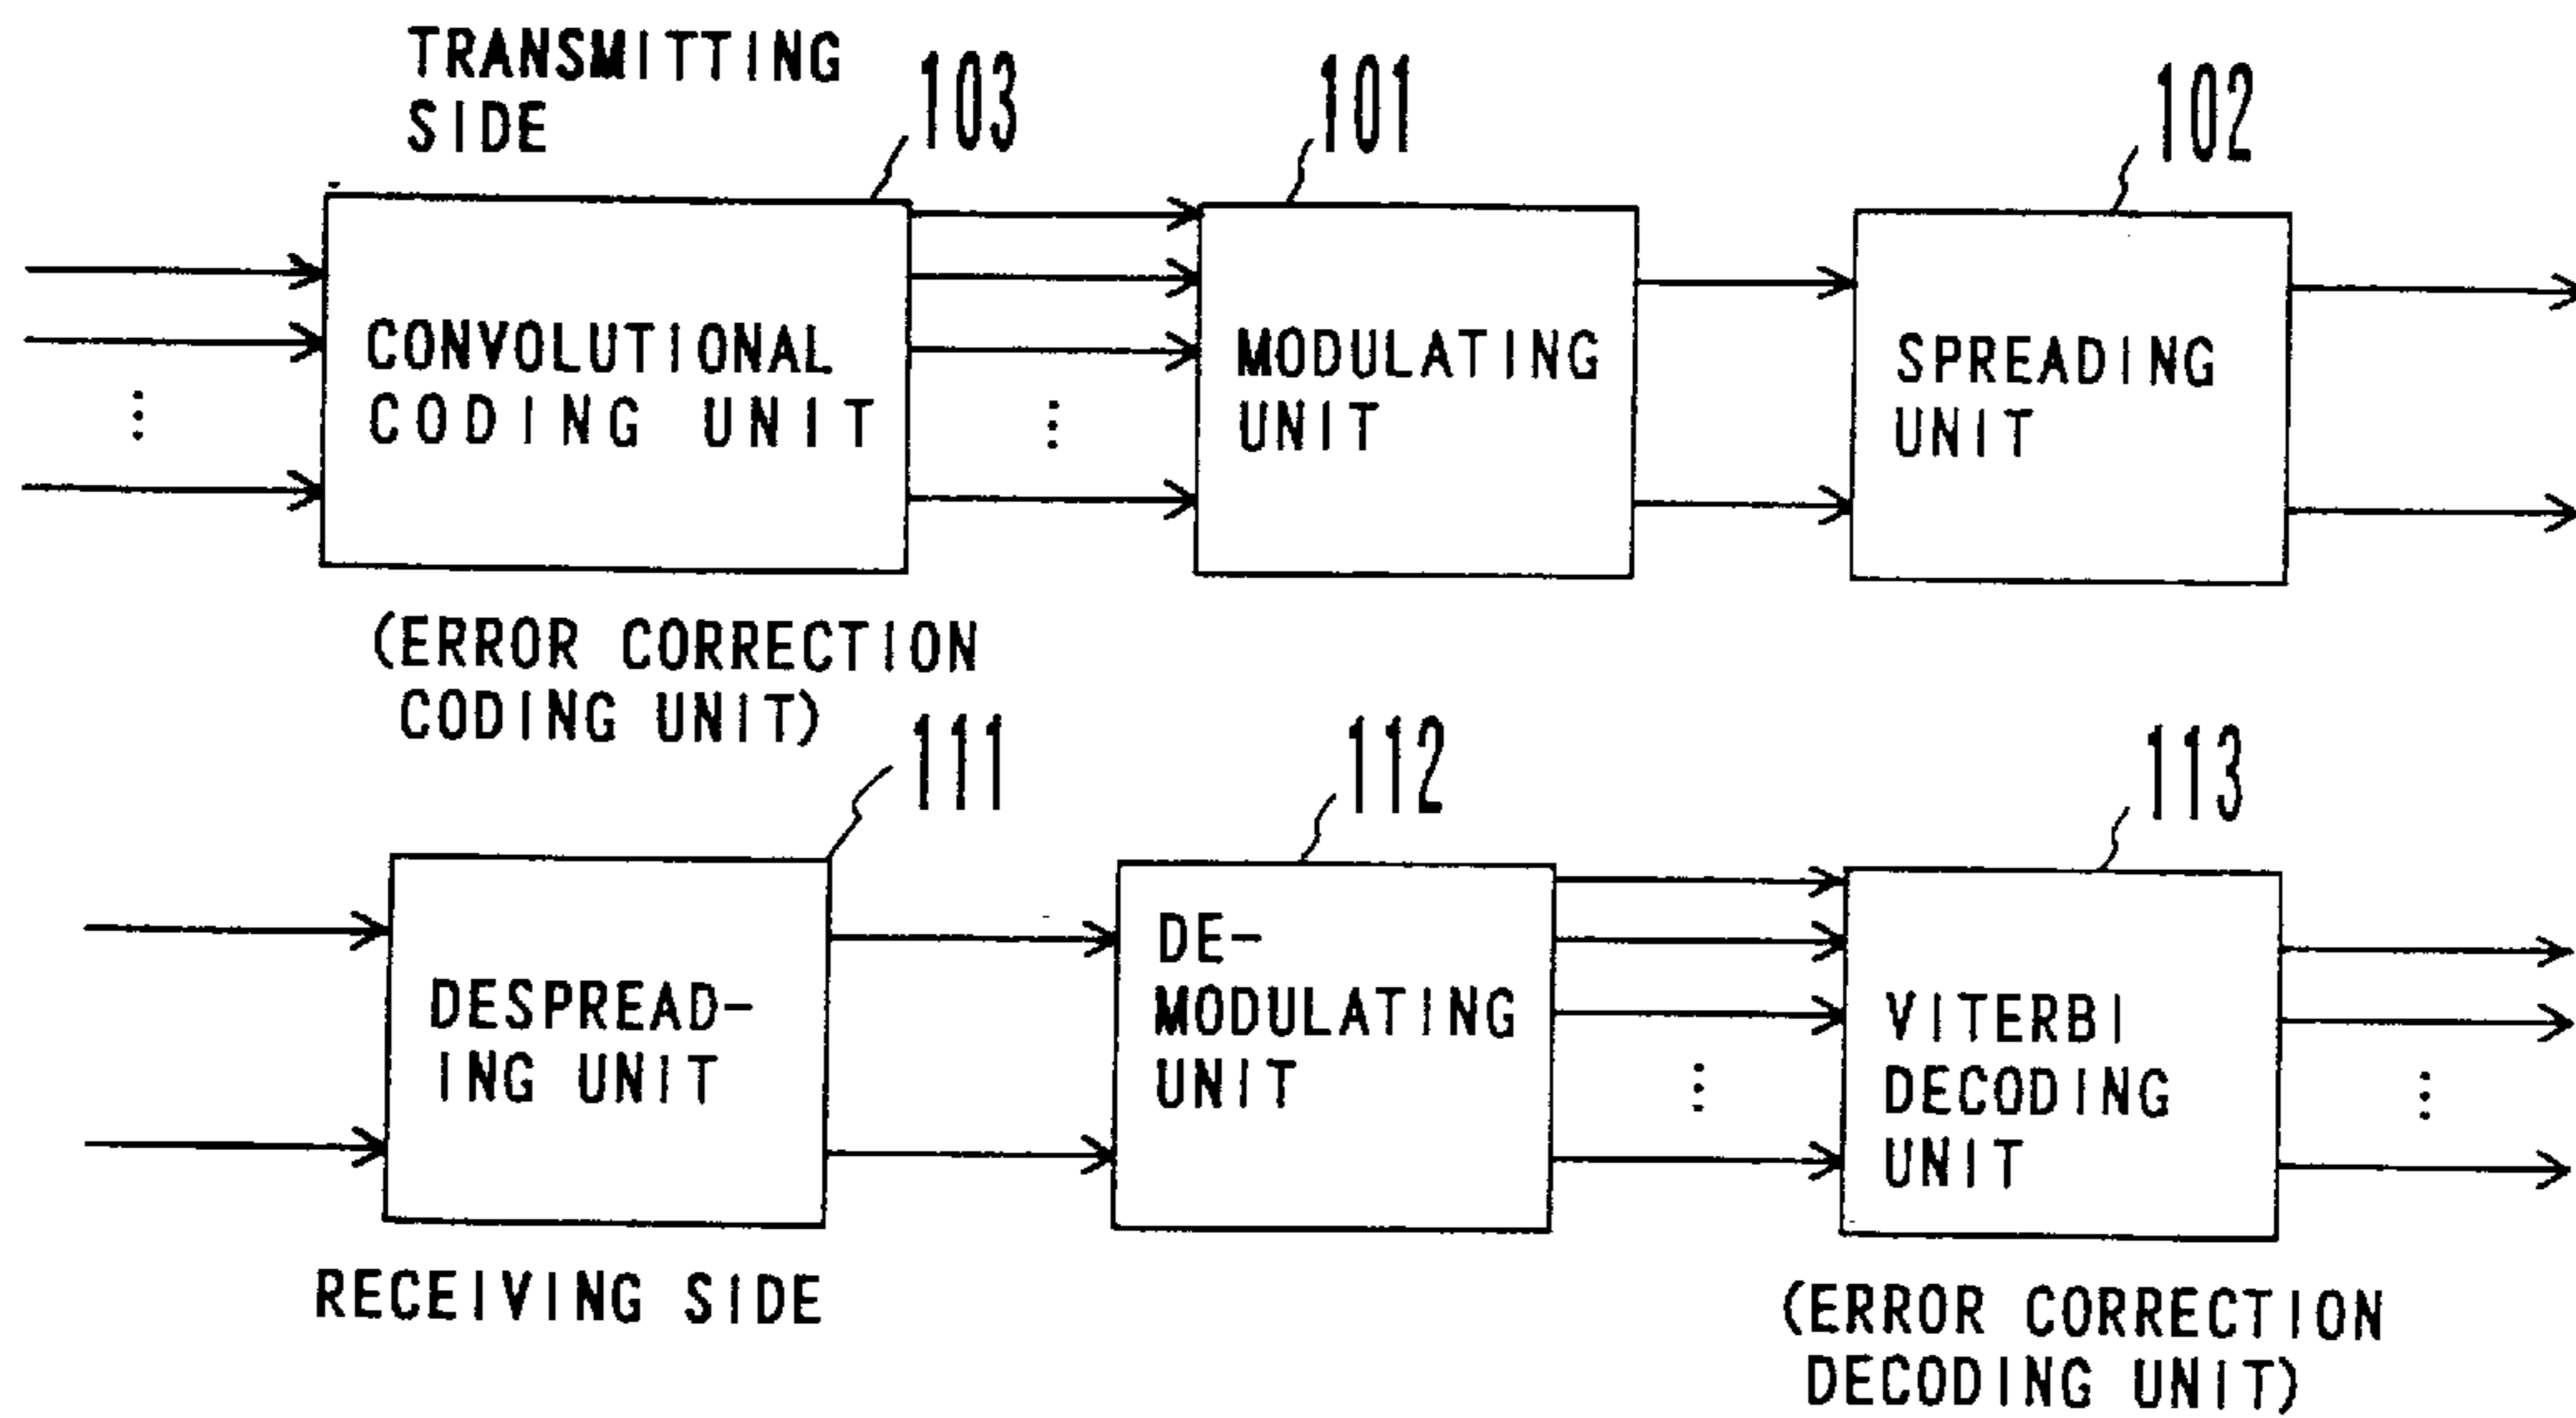 TRANSMITTING
SIDE
103
101
102
CONVOLUTIONAL
CODING UNIT
MODULATING
UNIT
SPREADING
UNIT
(ERROR CORRECTION
CODING UNIT)
111
112
113
DESPREAD-
ING UNIT
DE-
MODULATING
UNIT
VITERBI
DECODING
UNIT
RECEIVING SIDE
(ERROR CORRECTION
DECODING UNIT)